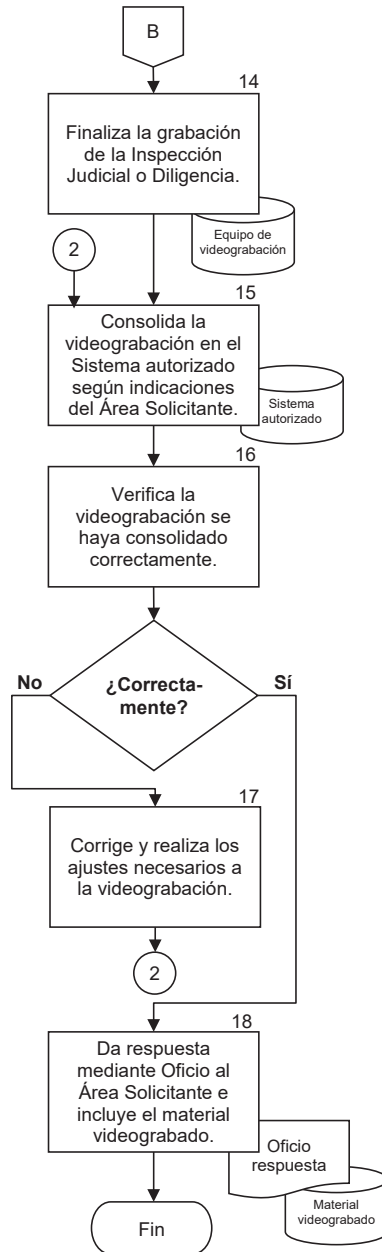 B
14
Finaliza la grabación
de la Inspección
Judicial o Diligencia.
Equipo de
videograbación
2
15
Consolida la
videograbación en el
Sistema autorizado
según indicaciones
del Área Solicitante.
Sistema
autorizado
16
Verifica la
videograbación se
haya consolidado
correctamente.
No
¿Correcta-
mente?
Sí
17
Corrige y realiza los
ajustes necesarios a
la videograbación.
2
18
Da respuesta
mediante Oficio al
Área Solicitante e
incluye el material
videograbado.
Oficio
respuesta
Material
videograbado
Fin